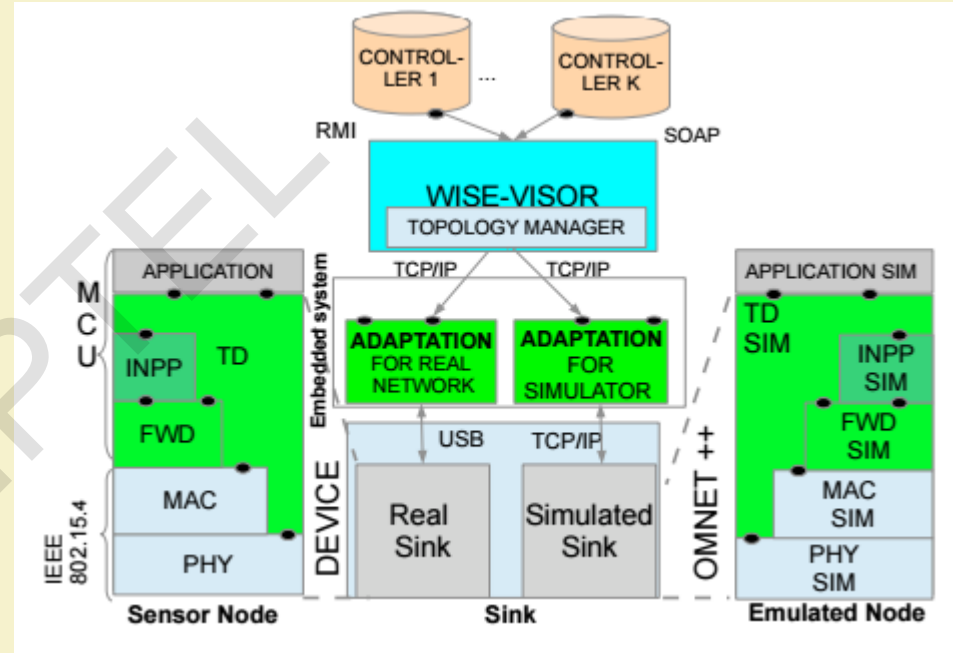 CONTROL-
LER 1
...
CONTROL-
LER K
RMI
SOAP
WISE-VISOR
TOPOLOGY MANAGER
TCP/IP
TCP/IP
Embedded system
ADAPTATION
FOR REAL
NETWORK
ADAPTATION
FOR
SIMULATOR
USB
TCP/IP
DEVICE
Real
Sink
Simulated
Sink
Sink
M
C
U
APPLICATION
TD
INPP
FWD
MAC
PHY
IEEE
802.15.4
Sensor Node
OMNET ++
APPLICATION SIM
TD
SIM
INPP
SIM
FWD
SIM
MAC
SIM
PHY
SIM
Emulated Node
NPTEL